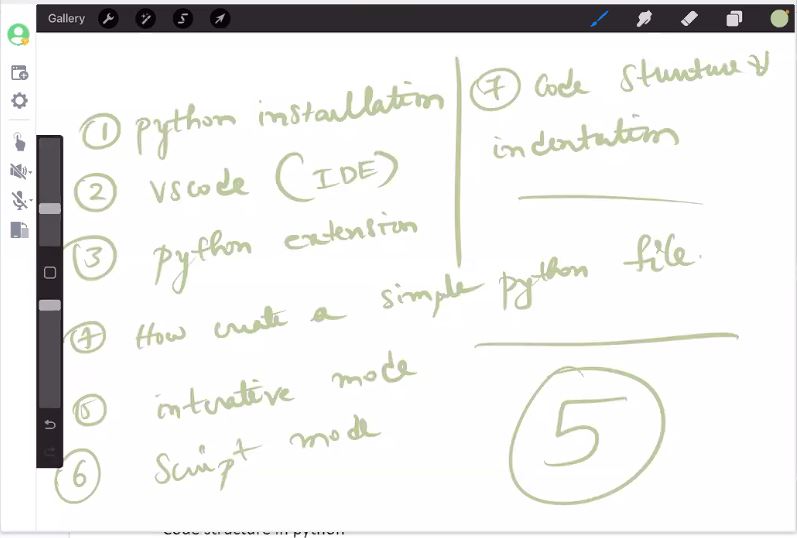 Gallery
① python installation
② vscode (IDE)
③ python extension
④ How create a simple python file.
⑤ interative mode
⑥ Script mode
⑦ code structure &
indentation
5
code structure in python